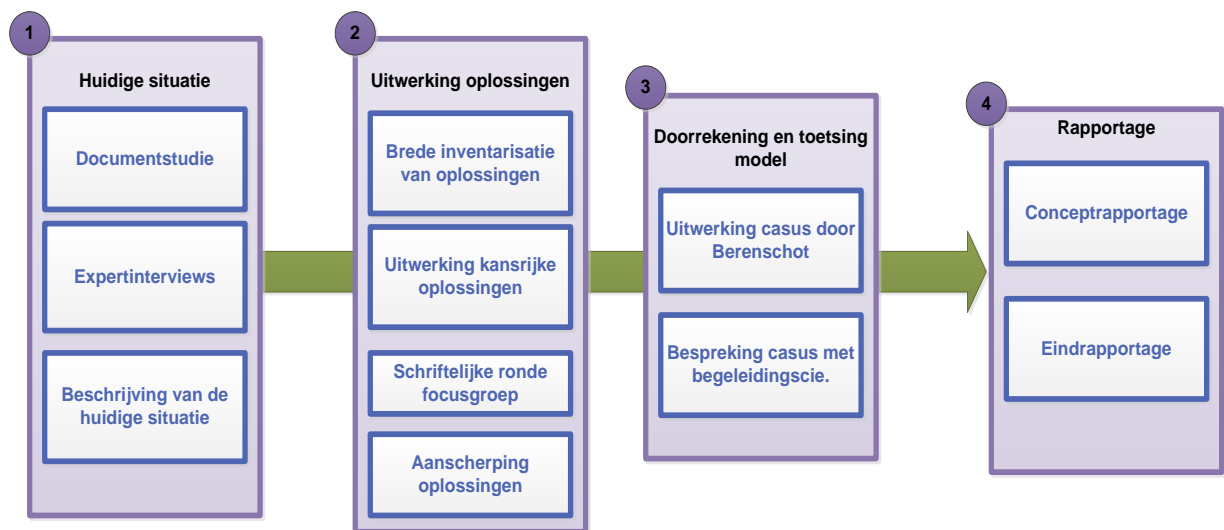 1
Huidige situatie
Documentstudie
Expertinterviews
Beschrijving van de
huidige situatie
2
Uitwerking oplossingen
Brede inventarisatie
van oplossingen
Uitwerking kansrijke
oplossingen
Schriftelijke ronde
focusgroep
Aanscherping
oplossingen
3
Doorrekening en toetsing
model
Uitwerking casus door
Berenschot
Bespreking casus met
begeleidingscie.
4
Rapportage
Conceptrapportage
Eindrapportage